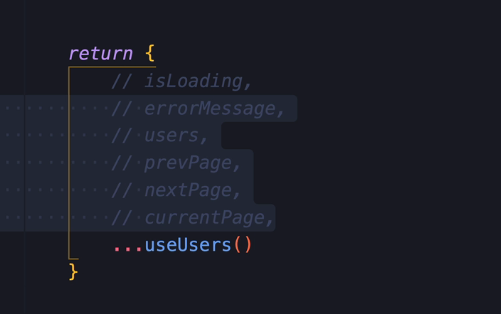 return {
// isLoading,
// errorMessage,
// users,
// prevPage,
// nextPage,
// currentPage,
...useUsers()
}